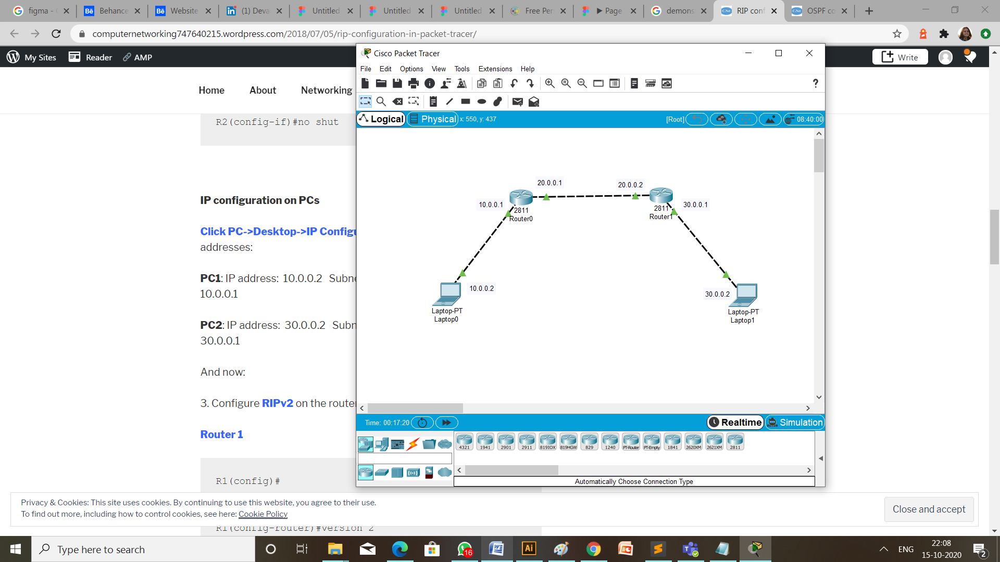 figma - G
Behance
Website
(1) Deva
Untitled
Untitled
Untitled
Free Per
▶ Page
demons
RIP conf
OSPF co
computernetworking747640215.wordpress.com/2018/07/05/rip-configuration-in-packet-tracer/
My Sites
Reader
AMP
Write
Home
About
Networking
R2(config-if)#no shut
IP configuration on PCs
Click PC->Desktop->IP Configu
addresses:
PC1: IP address: 10.0.0.2 Subne
10.0.0.1
PC2: IP address: 30.0.0.2 Subn
30.0.0.1
And now:
3. Configure RIPv2 on the router
Router 1
R1(config)#
R1(config-router)#version 2
Cisco Packet Tracer
File Edit Options View Tools Extensions Help
Logical
Physical
x: 550, y: 437
[Root]
08:40:00
20.0.0.1
20.0.0.2
10.0.0.1
30.0.0.1
2811
Router0
2811
Router1
10.0.0.2
30.0.0.2
Laptop-PT
Laptop0
Laptop-PT
Laptop1
Time: 00:17:20
Realtime
Simulation
4321 1941 2901 2911 819IOX 819HGW 829 1240 PT-Router PT-Empty 1841 2620XM 2621XM 2811
Automatically Choose Connection Type
Privacy & Cookies: This site uses cookies. By continuing to use this website, you agree to their use.
To find out more, including how to control cookies, see here: Cookie Policy
Close and accept
Type here to search
16
Ai
ENG
22:08
15-10-2020
2